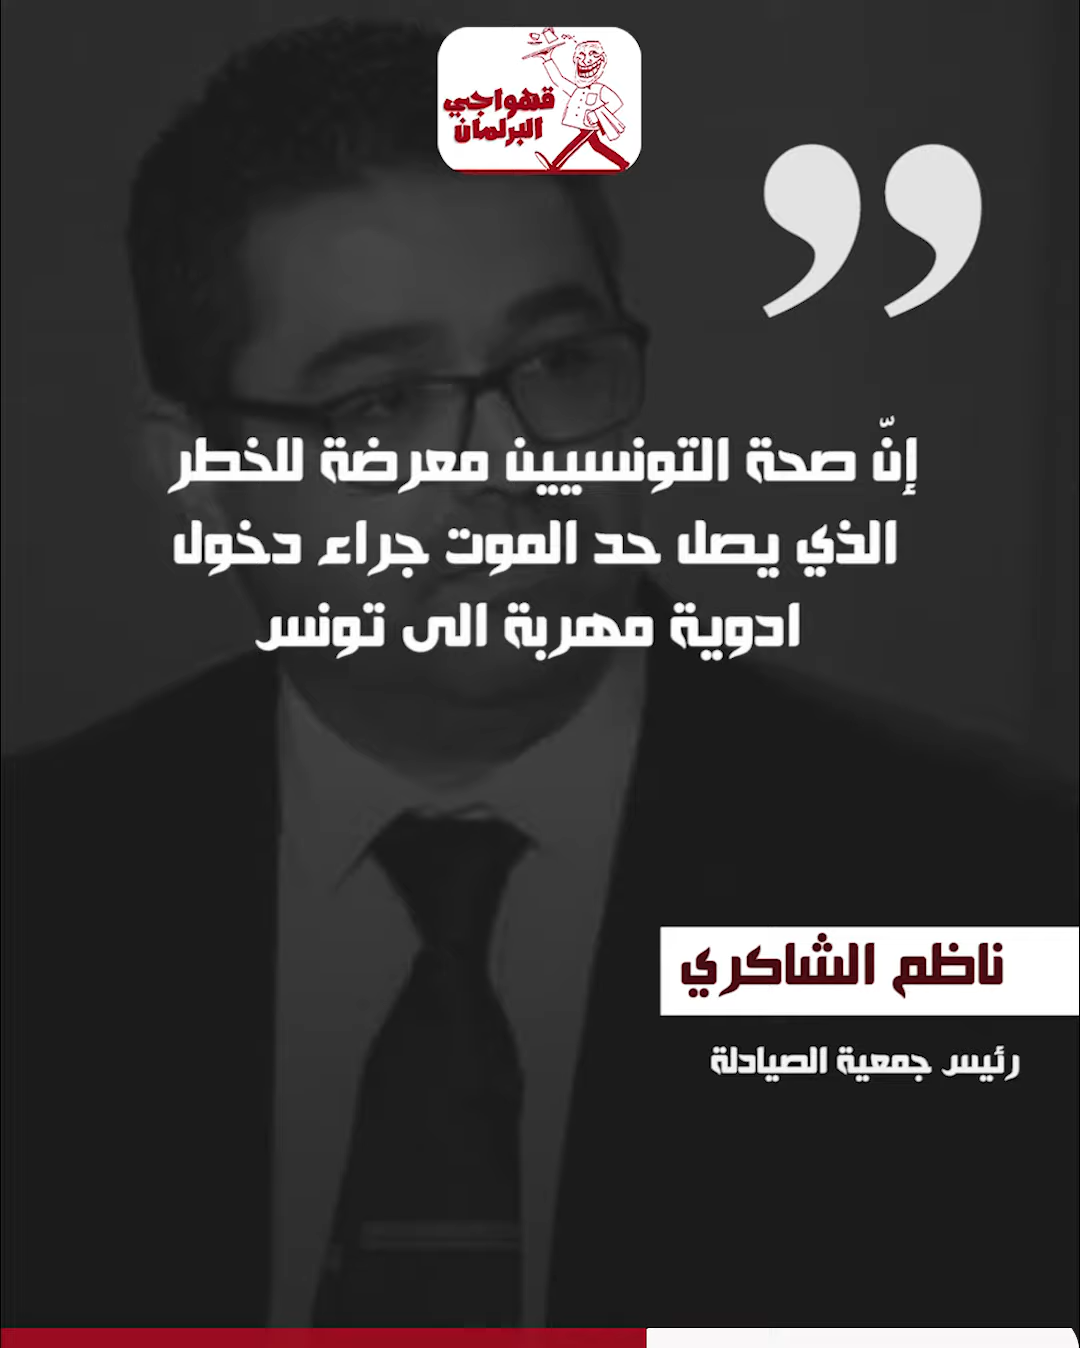 قهواجي
البرلمان
إنّ صحة التونسيين معرضة للخطر
الذي يصل حد الموت جراء دخول
ادوية مهربة الى تونس
ناظم الشاكري
رئيس جمعية الصيادلة